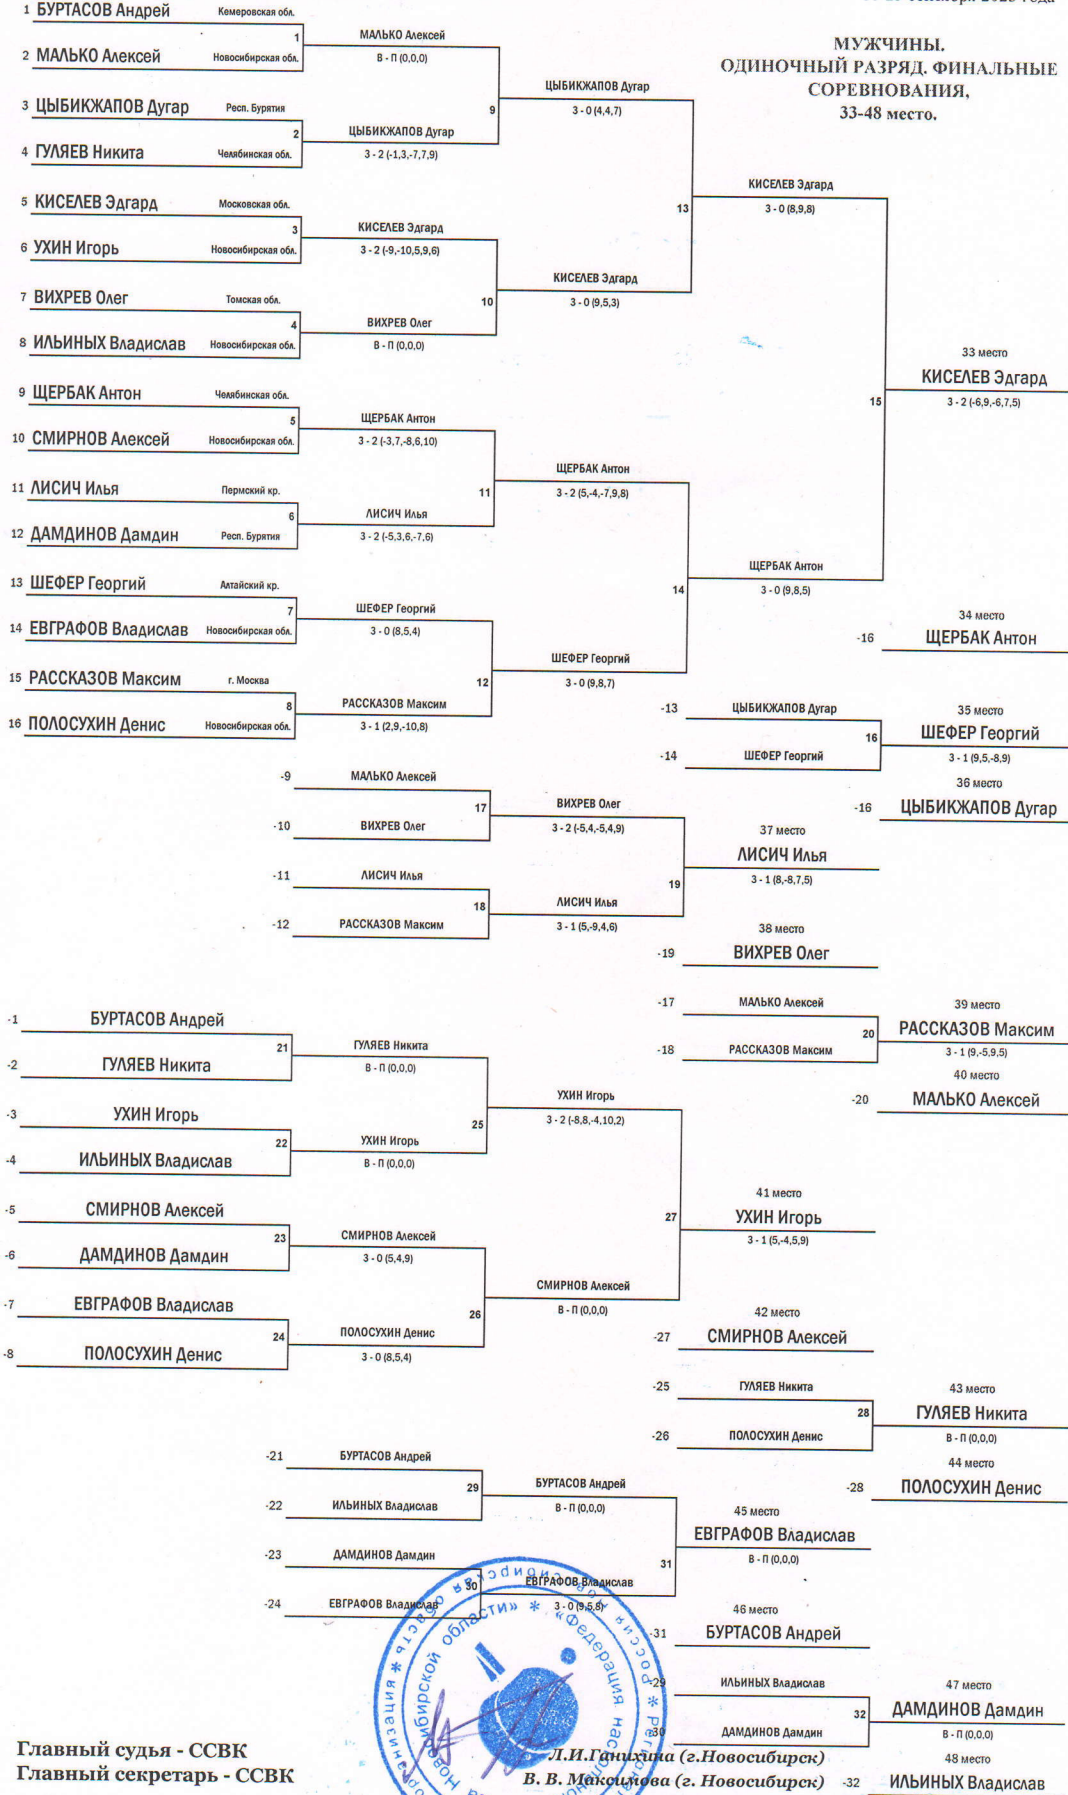 МУЖЧИНЫ.
ОДИНОЧНЫЙ РАЗРЯД. ФИНАЛЬНЫЕ
СОРЕВНОВАНИЯ,
33-48 место.
1 БУРТАСОВ Андрей Кемеровская обл.
1 МАЛЬКО Алексей
2 МАЛЬКО Алексей Новосибирская обл. В - П (0,0,0)
ЦЫБИКЖАПОВ Дугар
3 ЦЫБИКЖАПОВ Дугар Респ. Бурятия 9 3 - 0 (4,4,7)
2 ЦЫБИКЖАПОВ Дугар
4 ГУЛЯЕВ Никита Челябинская обл. 3 - 2 (-1,3,-7,7,9)
КИСЕЛЕВ Эдгард
5 КИСЕЛЕВ Эдгард Московская обл. 13 3 - 0 (8,9,8)
3 КИСЕЛЕВ Эдгард
6 УХИН Игорь Новосибирская обл. 3 - 2 (-9,-10,5,9,6)
КИСЕЛЕВ Эдгард
7 ВИХРЕВ Олег Томская обл. 10 3 - 0 (9,5,3)
4 ВИХРЕВ Олег
8 ИЛЬИНЫХ Владислав Новосибирская обл. В - П (0,0,0)
33 место
КИСЕЛЕВ Эдгард
9 ЩЕРБАК Антон Челябинская обл. 15 3 - 2 (-6,9,-6,7,5)
5 ЩЕРБАК Антон
10 СМИРНОВ Алексей Новосибирская обл. 3 - 2 (-3,7,-8,6,10)
ЩЕРБАК Антон
11 ЛИСИЧ Илья Пермский кр. 11 3 - 2 (5,-4,-7,9,8)
6 ЛИСИЧ Илья
12 ДАМДИНОВ Дамдин Респ. Бурятия 3 - 2 (-5,3,6,-7,6)
ЩЕРБАК Антон
13 ШЕФЕР Георгий Алтайский кр. 14 3 - 0 (9,8,5)
7 ШЕФЕР Георгий
14 ЕВГРАФОВ Владислав Новосибирская обл. 3 - 0 (8,5,4)
34 место
-16 ЩЕРБАК Антон
ШЕФЕР Георгий
15 РАССКАЗОВ Максим г. Москва 12 3 - 0 (9,8,7)
8 РАССКАЗОВ Максим
16 ПОЛОСУХИН Денис Новосибирская обл. 3 - 1 (2,9,-10,8)
-13 ЦЫБИКЖАПОВ Дугар 35 место
16 ШЕФЕР Георгий
-14 ШЕФЕР Георгий 3 - 1 (9,5,-8,9)
36 место
-16 ЦЫБИКЖАПОВ Дугар
-9 МАЛЬКО Алексей
17 ВИХРЕВ Олег
-10 ВИХРЕВ Олег 3 - 2 (-5,4,-5,4,9)
37 место
ЛИСИЧ Илья
-11 ЛИСИЧ Илья 19 3 - 1 (8,-8,7,5)
18 ЛИСИЧ Илья
-12 РАССКАЗОВ Максим 3 - 1 (5,-9,4,6)
38 место
-19 ВИХРЕВ Олег
-17 МАЛЬКО Алексей 39 место
20 РАССКАЗОВ Максим
-18 РАССКАЗОВ Максим 3 - 1 (9,-5,9,5)
40 место
-20 МАЛЬКО Алексей
-1 БУРТАСОВ Андрей
21 ГУЛЯЕВ Никита
-2 ГУЛЯЕВ Никита В - П (0,0,0)
УХИН Игорь
-3 УХИН Игорь 25 3 - 2 (-8,8,-4,10,2)
22 УХИН Игорь
-4 ИЛЬИНЫХ Владислав В - П (0,0,0)
41 место
УХИН Игорь
-5 СМИРНОВ Алексей 27 3 - 1 (5,-4,5,9)
23 СМИРНОВ Алексей
-6 ДАМДИНОВ Дамдин 3 - 0 (5,4,9)
СМИРНОВ Алексей
-7 ЕВГРАФОВ Владислав 26 В - П (0,0,0)
24 ПОЛОСУХИН Денис
-8 ПОЛОСУХИН Денис 3 - 0 (8,5,4)
42 место
-27 СМИРНОВ Алексей
-25 ГУЛЯЕВ Никита 43 место
28 ГУЛЯЕВ Никита
-26 ПОЛОСУХИН Денис В - П (0,0,0)
44 место
-28 ПОЛОСУХИН Денис
-21 БУРТАСОВ Андрей
29 БУРТАСОВ Андрей
-22 ИЛЬИНЫХ Владислав В - П (0,0,0)
45 место
ЕВГРАФОВ Владислав
-23 ДАМДИНОВ Дамдин 31 В - П (0,0,0)
30 ЕВГРАФОВ Владислав
-24 ЕВГРАФОВ Владислав 3 - 0 (9,5,8)
46 место
-31 БУРТАСОВ Андрей
-29 ИЛЬИНЫХ Владислав 47 место
32 ДАМДИНОВ Дамдин
-30 ДАМДИНОВ Дамдин В - П (0,0,0)
48 место
-32 ИЛЬИНЫХ Владислав
Главный судья - ССВК Л.И.Ганихина (г.Новосибирск)
Главный секретарь - ССВК В. В. Максимова (г. Новосибирск)